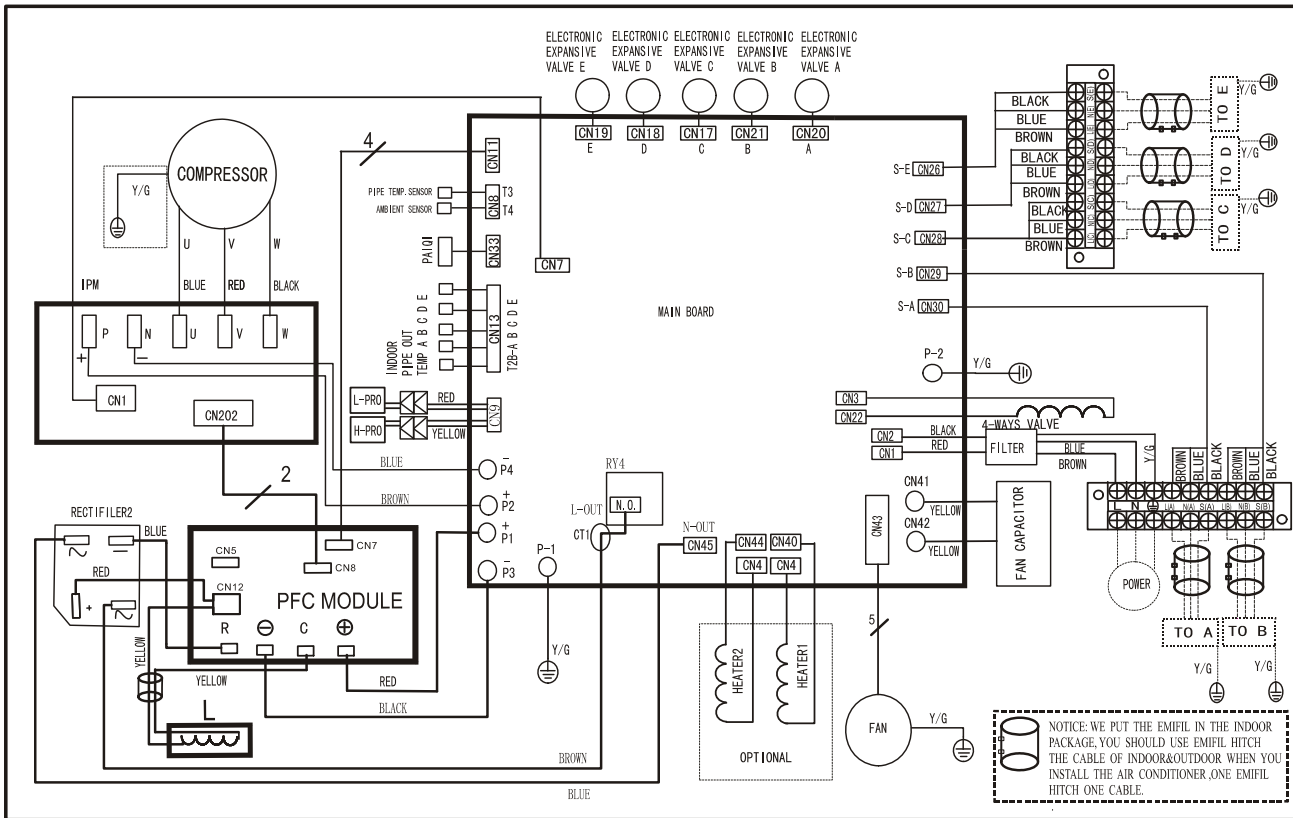 ELECTRONIC EXPANSIVE VALVE E
ELECTRONIC EXPANSIVE VALVE D
ELECTRONIC EXPANSIVE VALVE C
ELECTRONIC EXPANSIVE VALVE B
ELECTRONIC EXPANSIVE VALVE A
CN19
CN18
CN17
CN21
CN20
E
D
C
B
A
COMPRESSOR
Y/G
U
V
W
BLUE
RED
BLACK
IPM
P
N
U
V
W
+
−
CN1
CN202
4
CN11
PIPE TEMP.SENSOR
AMBIENT SENSOR
CN8
T3
T4
PAIQI
CN33
CN7
INDOOR
PIPE OUT
TEMP A B C D E
CN13
T2B-A B C D E
L-PRO
H-PRO
RED
YELLOW
CN9
MAIN BOARD
BLUE
BROWN
−
P4
+
P2
+
P1
−
P3
2
RECTIFILER2
BLUE
RED
+
−
CN5
CN12
CN7
CN8
PFC MODULE
R
⊖
C
⊕
YELLOW
YELLOW
L
RED
BLACK
BROWN
BLUE
P-1
Y/G
RY4
N.O.
L-OUT
CT1
N-OUT
CN45
CN44
CN40
CN4
CN4
HEATER2
HEATER1
OPTIONAL
CN43
5
FAN
Y/G
CN41
CN42
YELLOW
YELLOW
FAN CAPACITOR
P-2
Y/G
CN3
CN22
4-WAYS VALVE
CN2
CN1
BLACK
RED
FILTER
BLUE
BROWN
Y/G
S-E
CN26
S-D
CN27
S-C
CN28
S-B
CN29
S-A
CN30
BLACK
BLUE
BROWN
BLACK
BLUE
BROWN
BLACK
BLUE
BROWN
S(E)
N(E)
L(E)
S(D)
N(D)
L(D)
S(C)
N(C)
L(C)
TO E
TO D
TO C
Y/G
Y/G
Y/G
BROWN
BLUE
BLACK
BROWN
BLUE
BLACK
L
N
L(A)
N(A)
S(A)
L(B)
N(B)
S(B)
POWER
TO A
TO B
Y/G
Y/G
NOTICE: WE PUT THE EMIFIL IN THE INDOOR
PACKAGE, YOU SHOULD USE EMIFIL HITCH
THE CABLE OF INDOOR&OUTDOOR WHEN YOU
INSTALL THE AIR CONDITIONER ,ONE EMIFIL
HITCH ONE CABLE.